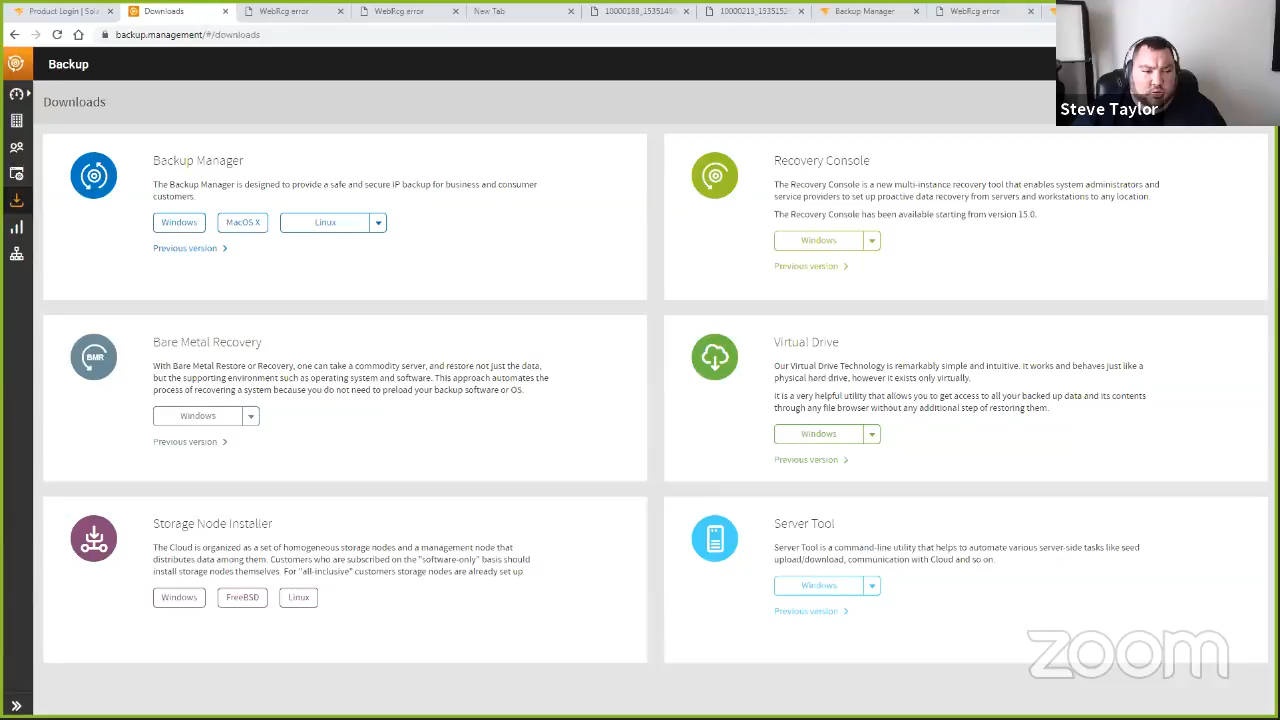 Product Login | Sola
Downloads
WebRcg error
WebRcg error
New Tab
10000188_1535146
10000213_1535152
Backup Manager
WebRcg error
backup.management/#/downloads
Backup
Steve Taylor
Downloads
Backup Manager
The Backup Manager is designed to provide a safe and secure IP backup for business and consumer
customers.
Windows
MacOS X
Linux
Previous version
Recovery Console
The Recovery Console is a new multi-instance recovery tool that enables system administrators and
service providers to set up proactive data recovery from servers and workstations to any location.
The Recovery Console has been available starting from version 15.0.
Windows
Previous version
Bare Metal Recovery
BMR
With Bare Metal Restore or Recovery, one can take a commodity server, and restore not just the data,
but the supporting environment such as operating system and software. This approach automates the
process of recovering a system because you do not need to preload your backup software or OS.
Windows
Previous version
Virtual Drive
Our Virtual Drive Technology is remarkably simple and intuitive. It works and behaves just like a
physical hard drive, however it exists only virtually.
It is a very helpful utility that allows you to get access to all your backed up data and its contents
through any file browser without any additional step of restoring them.
Windows
Previous version
Storage Node Installer
The Cloud is organized as a set of homogeneous storage nodes and a management node that
distributes data among them. Customers who are subscribed on the "software-only" basis should
install storage nodes themselves. For "all-inclusive" customers storage nodes are already set up.
Windows
FreeBSD
Linux
Server Tool
Server Tool is a command-line utility that helps to automate various server-side tasks like seed
upload/download, communication with Cloud and so on.
Windows
Previous version
zoom